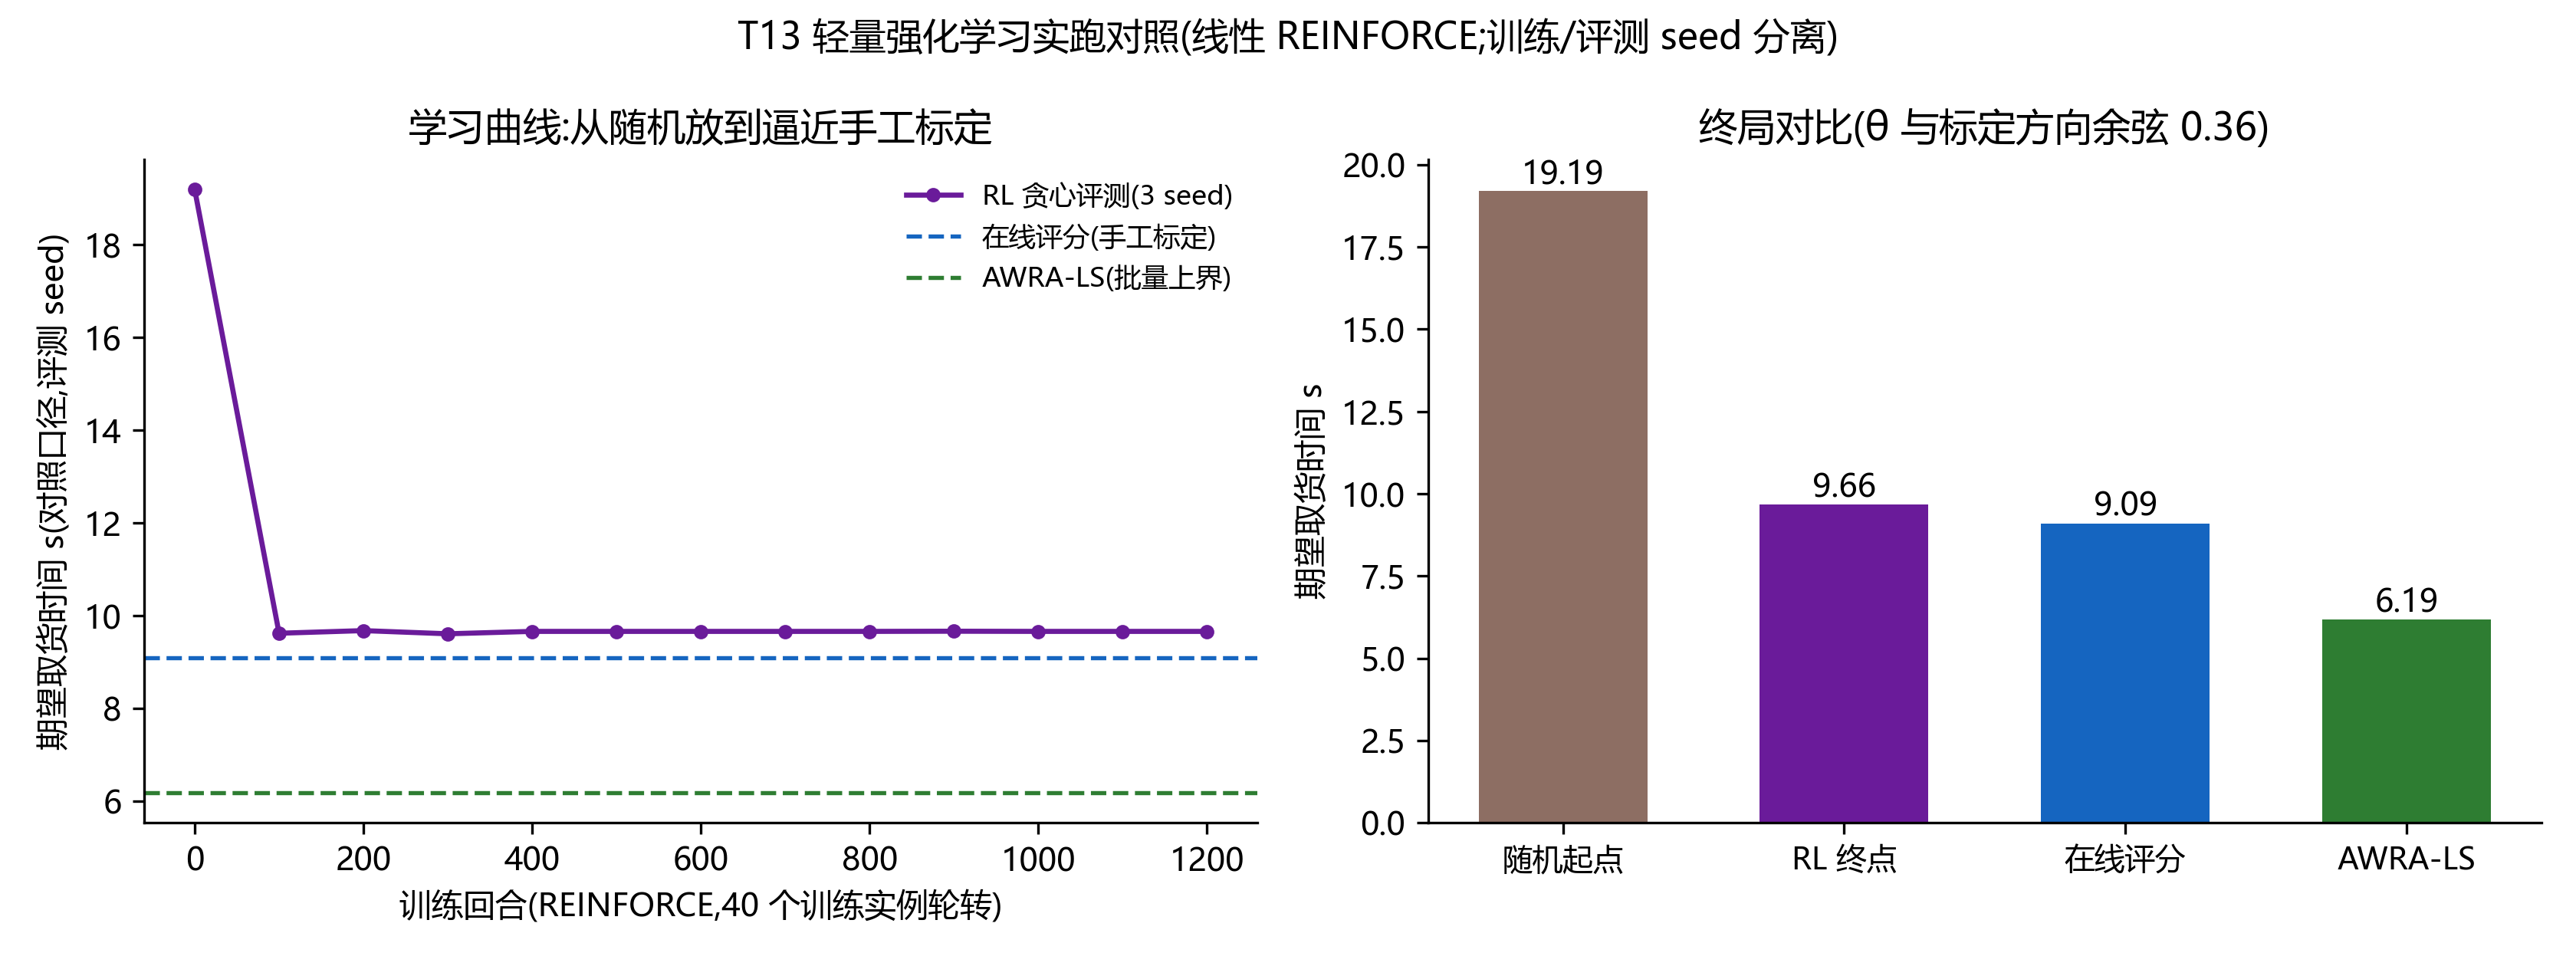 T13 轻量强化学习实跑对照(线性 REINFORCE;训练/评测 seed 分离)
学习曲线:从随机放到逼近手工标定
期望取货时间 s(对照口径,评测 seed)
18
16
14
12
10
8
6
RL 贪心评测(3 seed)
在线评分(手工标定)
AWRA-LS(批量上界)
0 200 400 600 800 1000 1200
训练回合(REINFORCE,40 个训练实例轮转)
终局对比(θ 与标定方向余弦 0.36)
期望取货时间 s
20.0
17.5
15.0
12.5
10.0
7.5
5.0
2.5
0.0
19.19
9.66
9.09
6.19
随机起点 RL 终点 在线评分 AWRA-LS